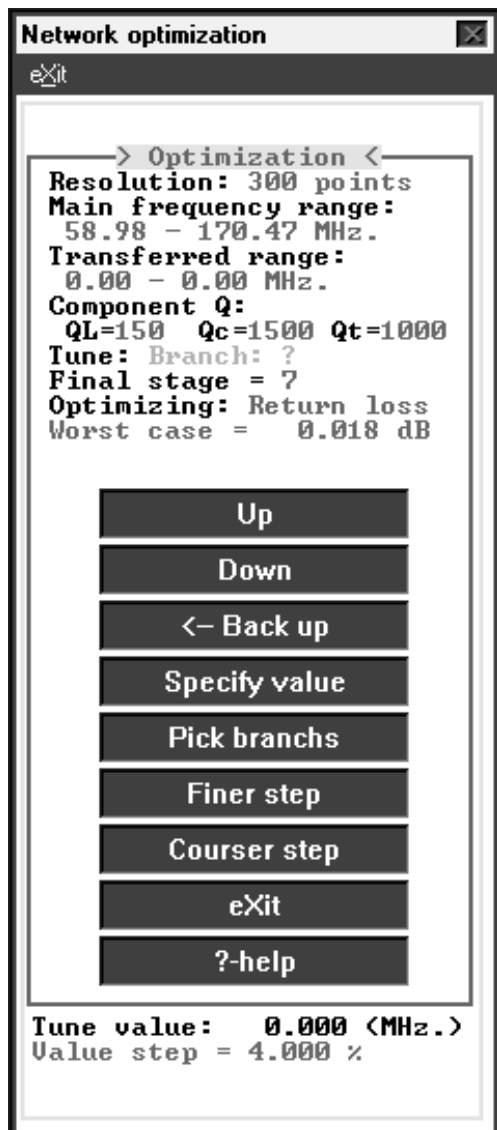 Network optimization
eXit
> Optimization <
Resolution: 300 points
Main frequency range:
58.98 - 170.47 MHz.
Transferred range:
0.00 - 0.00 MHz.
Component Q:
QL=150 Qc=1500 Qt=1000
Tune: Branch: ?
Final stage = 7
Optimizing: Return loss
Worst case = 0.018 dB
Up
Down
<- Back up
Specify value
Pick branchs
Finer step
Courser step
eXit
?-help
Tune value: 0.000 (MHz.)
Value step = 4.000 %